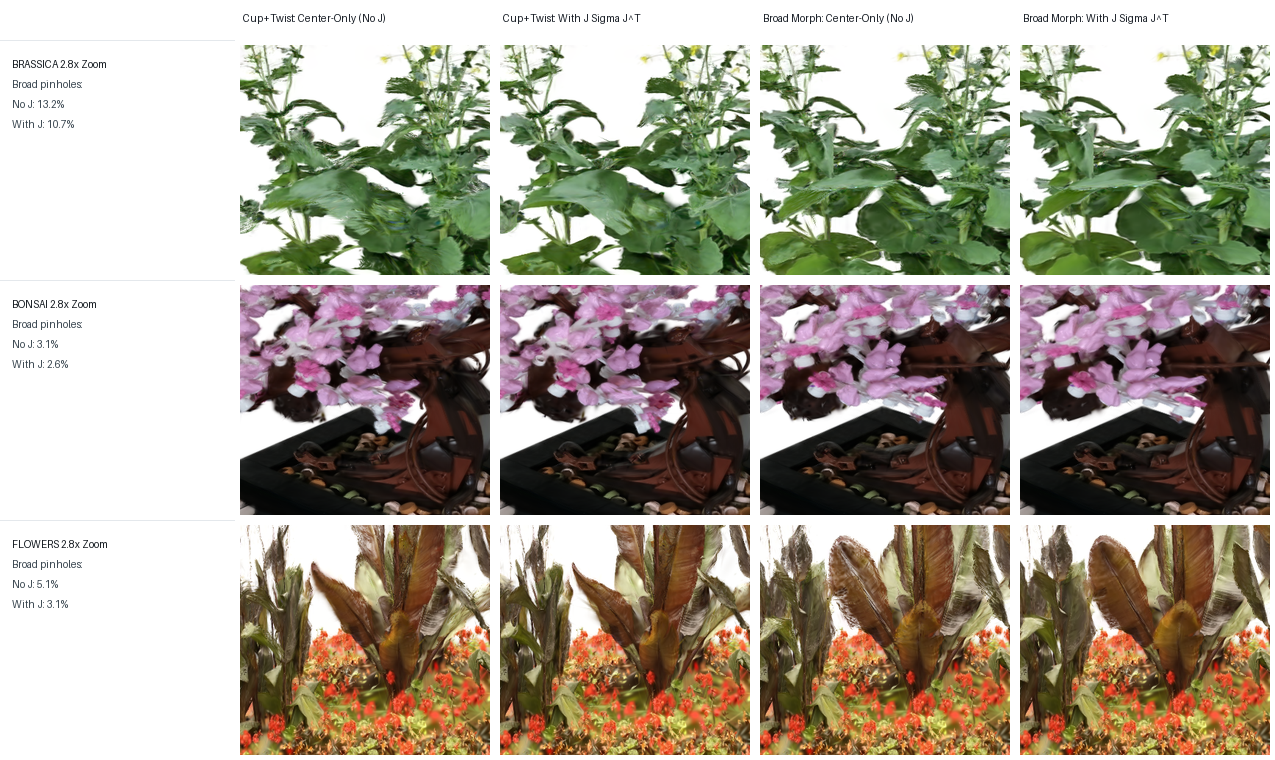 Cup+Twist Center-Only (No J)
Cup+Twist: With J Sigma J^T
Broad Morph: Center-Only (No J)
Broad Morph: With J Sigma J^T
BRASSICA 2.8x Zoom
Broad pinholes:
No J: 13.2%
With J: 10.7%
BONSAI 2.8x Zoom
Broad pinholes:
No J: 3.1%
With J: 2.6%
FLOWERS 2.8x Zoom
Broad pinholes:
No J: 5.1%
With J: 3.1%